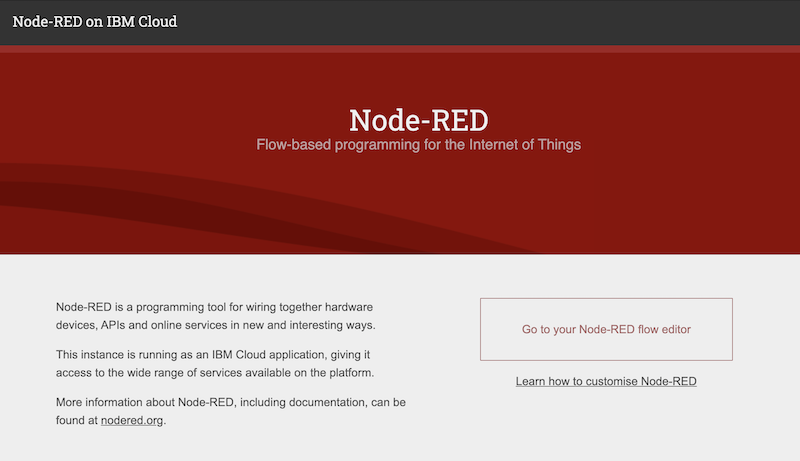 Node-RED on IBM Cloud
Node-RED
Flow-based programming for the Internet of Things
Node-RED is a programming tool for wiring together hardware
devices, APIs and online services in new and interesting ways.
This instance is running as an IBM Cloud application, giving it
access to the wide range of services available on the platform.
More information about Node-RED, including documentation, can be
found at nodered.org.
Go to your Node-RED flow editor
Learn how to customise Node-RED